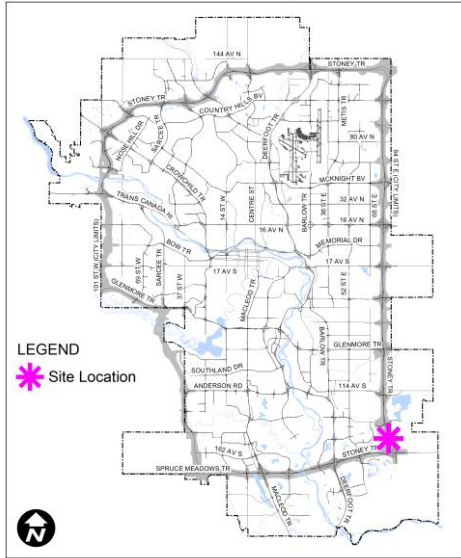 144 AV N
STONEY TR
STONEY TR
COUNTRY HILLS BV
NOSE HILL DR
SARCEE TR
DEERFOOT TR
METIS TR
80 AV N
CROWCHILD TR
MCKNIGHT BV
84 ST E (CITY LIMITS)
TRANS CANADA HI
14 ST W
CENTRE ST
BARLOW TR
36 ST E
32 AV N
68 ST E
16 AV N
16 AV N
101 ST W (CITY LIMITS)
BOW TR
MEMORIAL DR
69 ST W
SARCEE TR
37 ST W
17 AV S
17 AV S
GLENMORE TR
MACLEOD TR
52 ST E
BARLOW TR
GLENMORE TR
STONEY TR
LEGEND
Site Location
SOUTHLAND DR
ANDERSON RD
114 AV S
162 AV S
STONEY TR
SPRUCE MEADOWS TR
MACLEOD TR
DEERFOOT TR
N